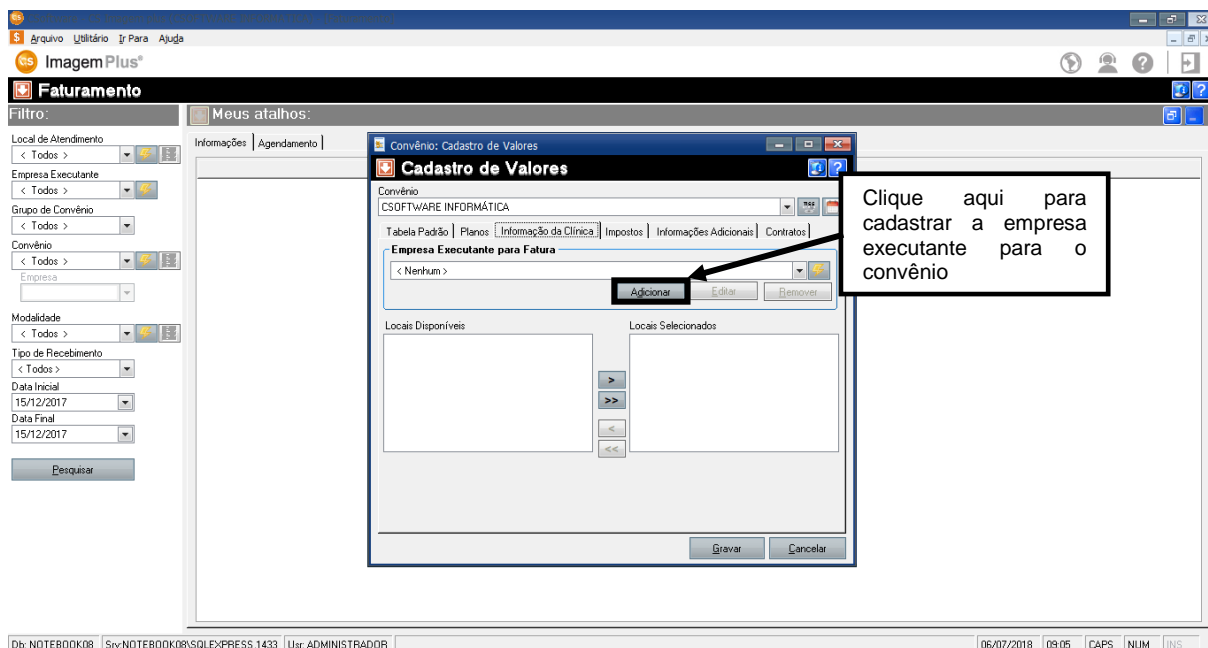 Arquivo Utilitário Ir Para Ajuda
ImagemPlus®
Faturamento
Filtro:
Meus atalhos:
Local de Atendimento
< Todos >
Empresa Executante
< Todos >
Grupo de Convênio
< Todos >
Convênio
< Todos >
Empresa
Modalidade
< Todos >
Tipo de Recebimento
< Todos >
Data Inicial
15/12/2017
Data Final
15/12/2017
Pesquisar
Informações Agendamento
Convênio: Cadastro de Valores
Cadastro de Valores
Convênio
CSOFTWARE INFORMÁTICA
Tabela Padrão Planos Informação da Clínica Impostos Informações Adicionais Contratos
Empresa Executante para Fatura
< Nenhum >
Adicionar Editar Remover
Locais Disponíveis Locais Selecionados
>
>>
<
<<
Gravar Cancelar
Clique aqui para
cadastrar a empresa
executante para o
convênio
Db: NOTEBOOK08 Srv:NOTEBOOK08\SQLEXPRESS,1433 Usr: ADMINISTRADOR 06/07/2018 09:05 CAPS NUM INS